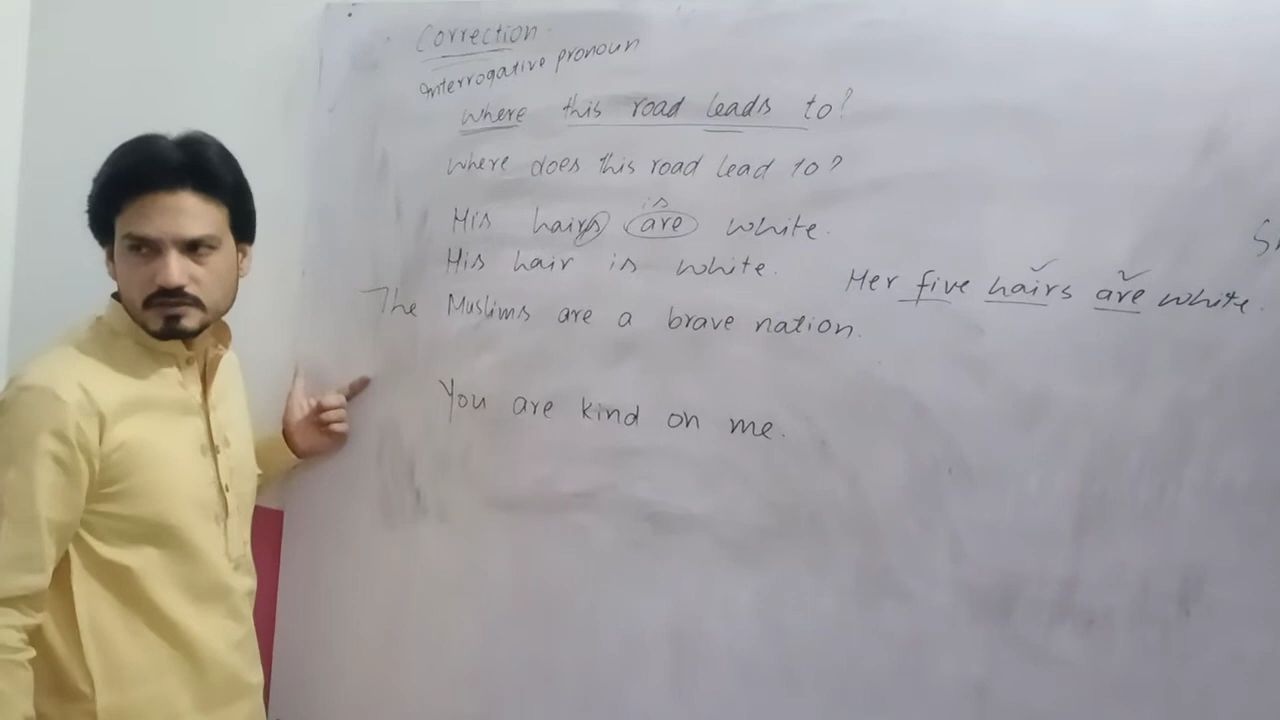 Correction.
Interrogative pronoun
Where this road leads to?
Where does this road lead to?
is
His hairs are white.
His hair is white.
Her five hairs are white.
The Muslims are a brave nation.
You are kind on me.